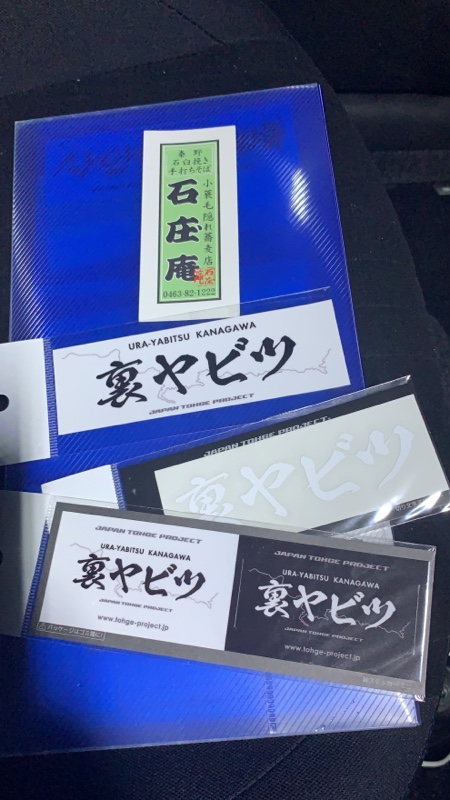 秦野
石臼挽き
手打ちそば
石庄庵
小蓑毛隠れ蕎麦店
0463-82-1222
URA-YABITSU KANAGAWA
裏ヤビツ
JAPAN TOHGE PROJECT
JAPAN TOHGE PROJECT
裏ヤビツ
JAPAN TOHGE PROJECT
URA-YABITSU KANAGAWA
裏ヤビツ
JAPAN TOHGE PROJECT
www.tohge-project.jp
JAPAN TOHGE PROJECT
URA-YABITSU KANAGAWA
裏ヤビツ
JAPAN TOHGE PROJECT
www.tohge-project.jp